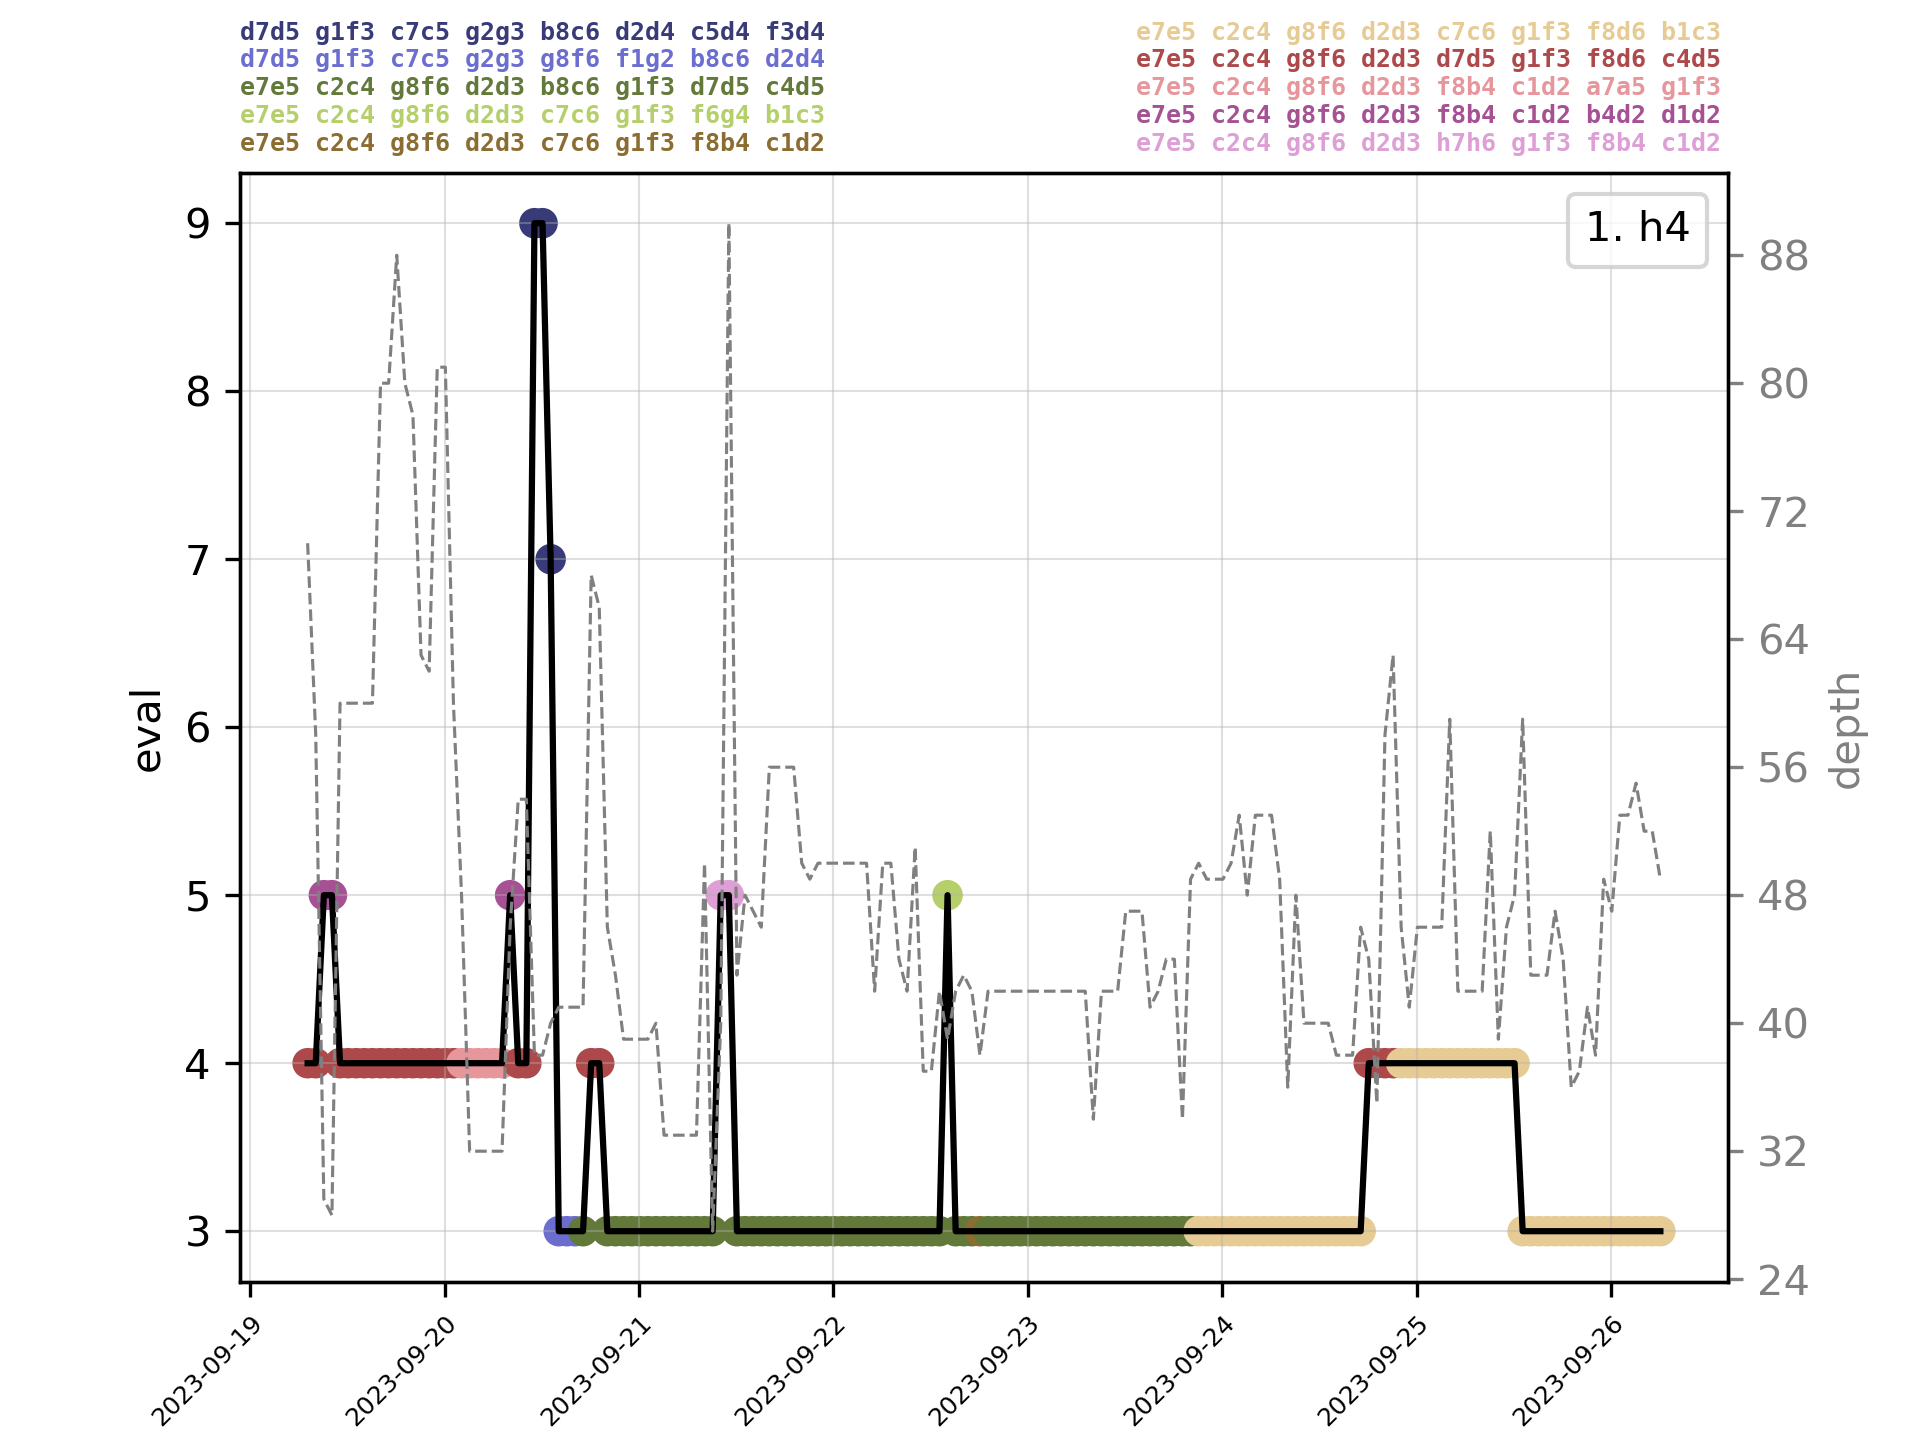 d7d5 g1f3 c7c5 g2g3 b8c6 d2d4 c5d4 f3d4
d7d5 g1f3 c7c5 g2g3 g8f6 f1g2 b8c6 d2d4
e7e5 c2c4 g8f6 d2d3 b8c6 g1f3 d7d5 c4d5
e7e5 c2c4 g8f6 d2d3 c7c6 g1f3 f6g4 b1c3
e7e5 c2c4 g8f6 d2d3 c7c6 g1f3 f8b4 c1d2
e7e5 c2c4 g8f6 d2d3 c7c6 g1f3 f8d6 b1c3
e7e5 c2c4 g8f6 d2d3 d7d5 g1f3 f8d6 c4d5
e7e5 c2c4 g8f6 d2d3 f8b4 c1d2 a7a5 g1f3
e7e5 c2c4 g8f6 d2d3 f8b4 c1d2 b4d2 d1d2
e7e5 c2c4 g8f6 d2d3 h7h6 g1f3 f8b4 c1d2
1. h4
eval
9
8
7
6
5
4
3
88
80
72
64
56
48
40
32
24
depth
2023-09-19
2023-09-20
2023-09-21
2023-09-22
2023-09-23
2023-09-24
2023-09-25
2023-09-26